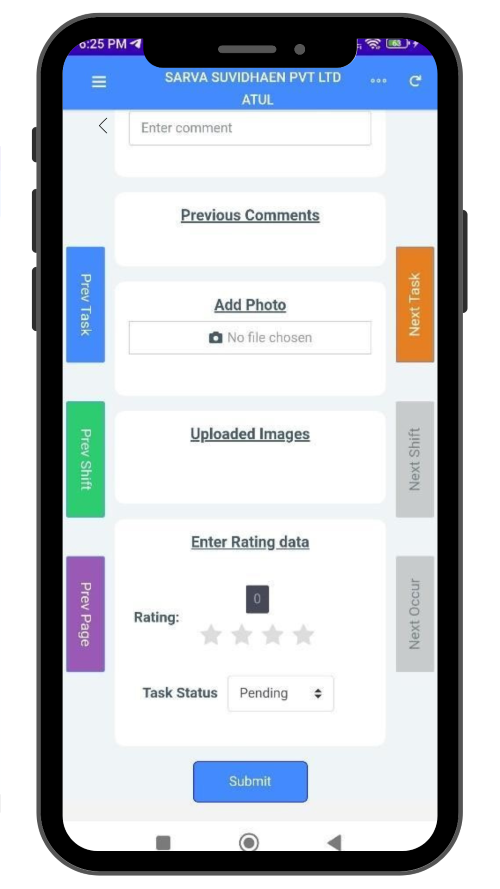 6:25 PM
63
SARVA SUVIDHAEN PVT LTD
ATUL
Enter comment
Previous Comments
Prev Task
Next Task
Add Photo
No file chosen
Prev Shift
Next Shift
Uploaded Images
Enter Rating data
Prev Page
Next Occur
0
Rating:
Task Status
Pending
Submit